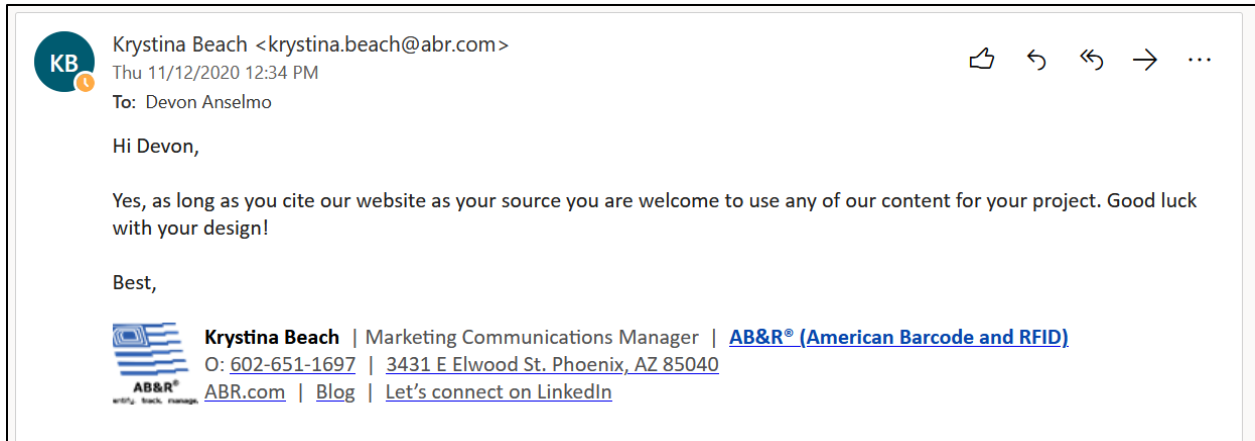 KB
Krystina Beach <krystina.beach@abr.com>
Thu 11/12/2020 12:34 PM
To: Devon Anselmo
Hi Devon,
Yes, as long as you cite our website as your source you are welcome to use any of our content for your project. Good luck
with your design!
Best,
Krystina Beach | Marketing Communications Manager | AB&R® (American Barcode and RFID)
O: 602-651-1697 | 3431 E Elwood St. Phoenix, AZ 85040
AB&R®
entify. track. manage.
ABR.com | Blog | Let's connect on LinkedIn